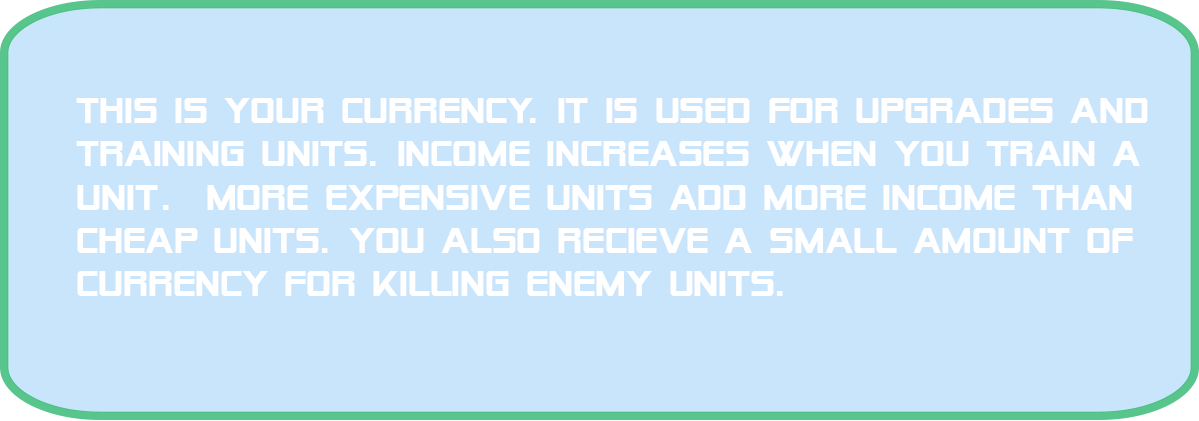 THIS IS YOUR CURRENCY. IT IS USED FOR UPGRADES AND
TRAINING UNITS. INCOME INCREASES WHEN YOU TRAIN A
UNIT. MORE EXPENSIVE UNITS ADD MORE INCOME THAN
CHEAP UNITS. YOU ALSO RECIEVE A SMALL AMOUNT OF
CURRENCY FOR KILLING ENEMY UNITS.